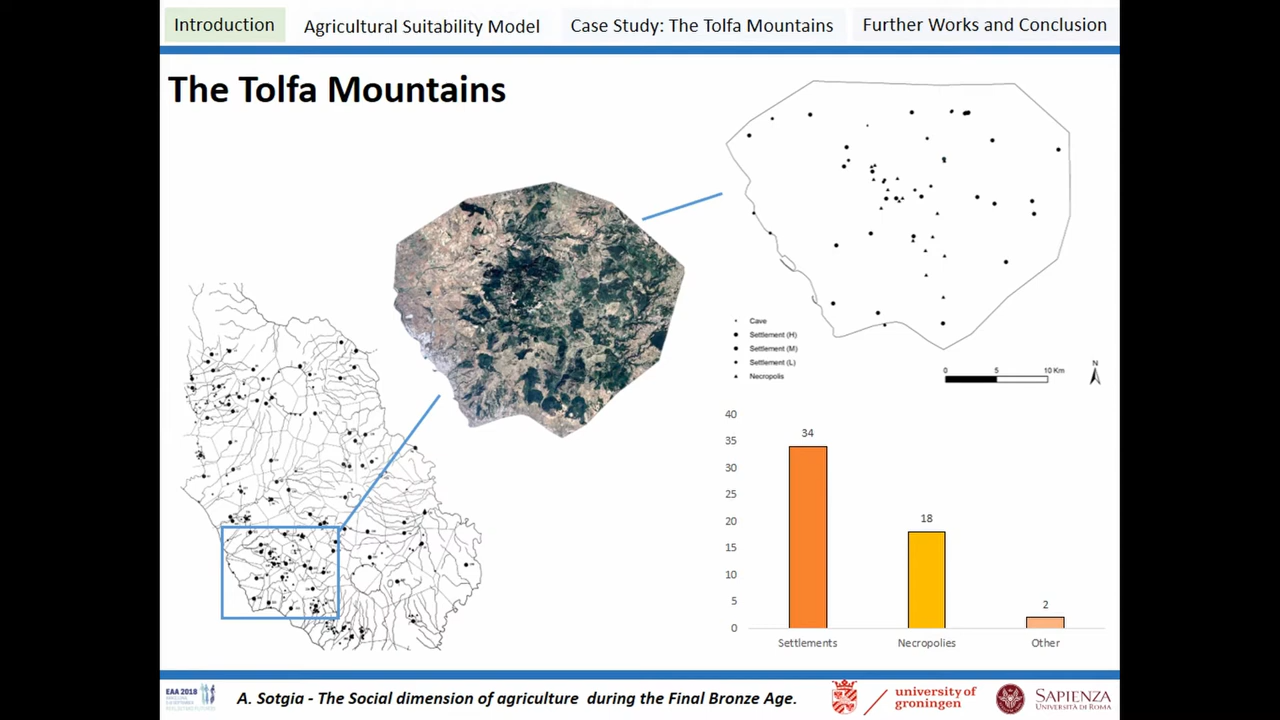 Introduction
Agricultural Suitability Model
Case Study: The Tolfa Mountains
Further Works and Conclusion
The Tolfa Mountains
Cave
Settlement (H)
Settlement (M)
Settlement (L)
Necropolis
0 5 10 Km
N
40
35
30
25
20
15
10
5
0
34
18
2
Settlements
Necropolies
Other
EAA 2018
A. Sotgia - The Social dimension of agriculture during the Final Bronze Age.
university of
groningen
SAPIENZA
UNIVERSITÀ DI ROMA